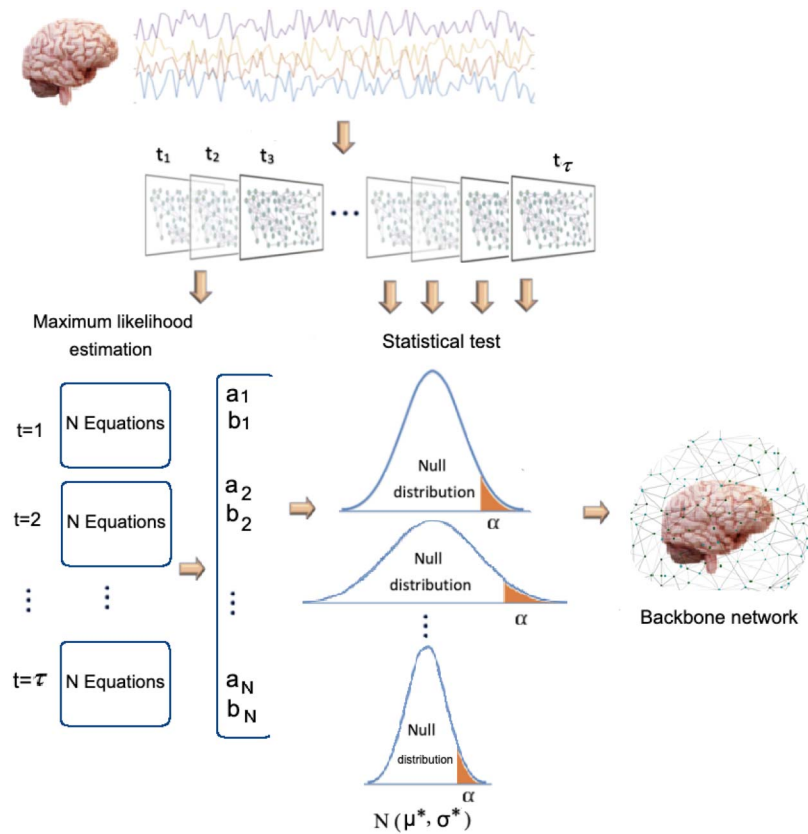 t1 t2 t3 tτ
Maximum likelihood
estimation
Statistical test
t=1
N Equations
t=2
N Equations
t=τ
N Equations
a1
b1
a2
b2
aN
bN
Null
distribution
α
Null
distribution
α
Null
distribution
α
N(μ*, σ*)
Backbone network